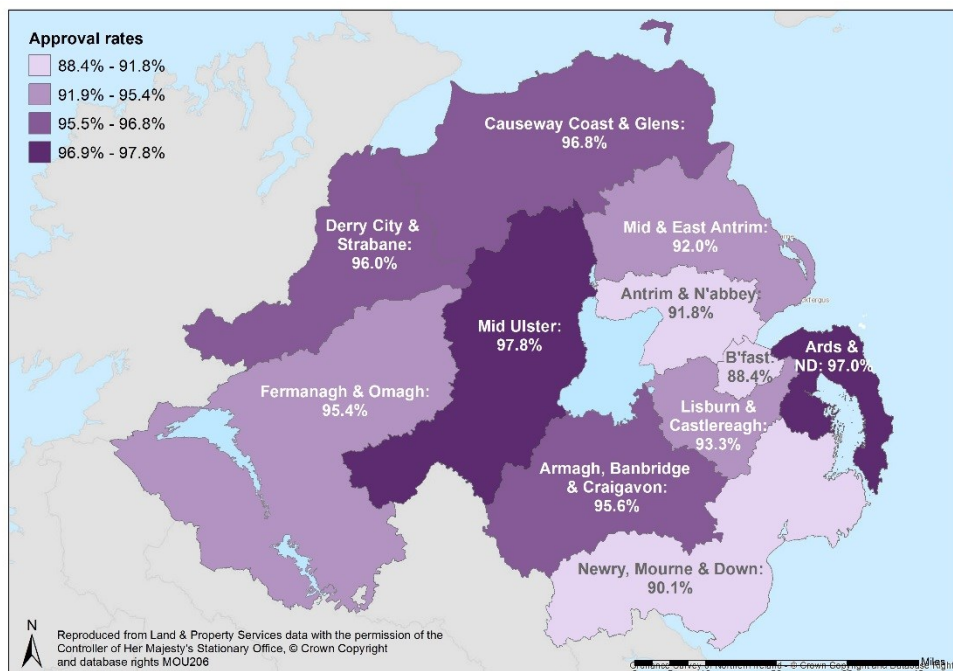 Approval rates
88.4% - 91.8%
91.9% - 95.4%
95.5% - 96.8%
96.9% - 97.8%
Causeway Coast & Glens:
96.8%
Derry City &
Strabane:
96.0%
Mid & East Antrim:
92.0%
Antrim & N'abbey:
91.8%
Mid Ulster:
97.8%
B'fast:
88.4%
Ards &
ND: 97.0%
Fermanagh & Omagh:
95.4%
Lisburn &
Castlereagh:
93.3%
Armagh, Banbridge
& Craigavon:
95.6%
Newry, Mourne & Down:
90.1%
N
Reproduced from Land & Property Services data with the permission of the
Controller of Her Majesty's Stationary Office, © Crown Copyright
and database rights MOU206
Miles